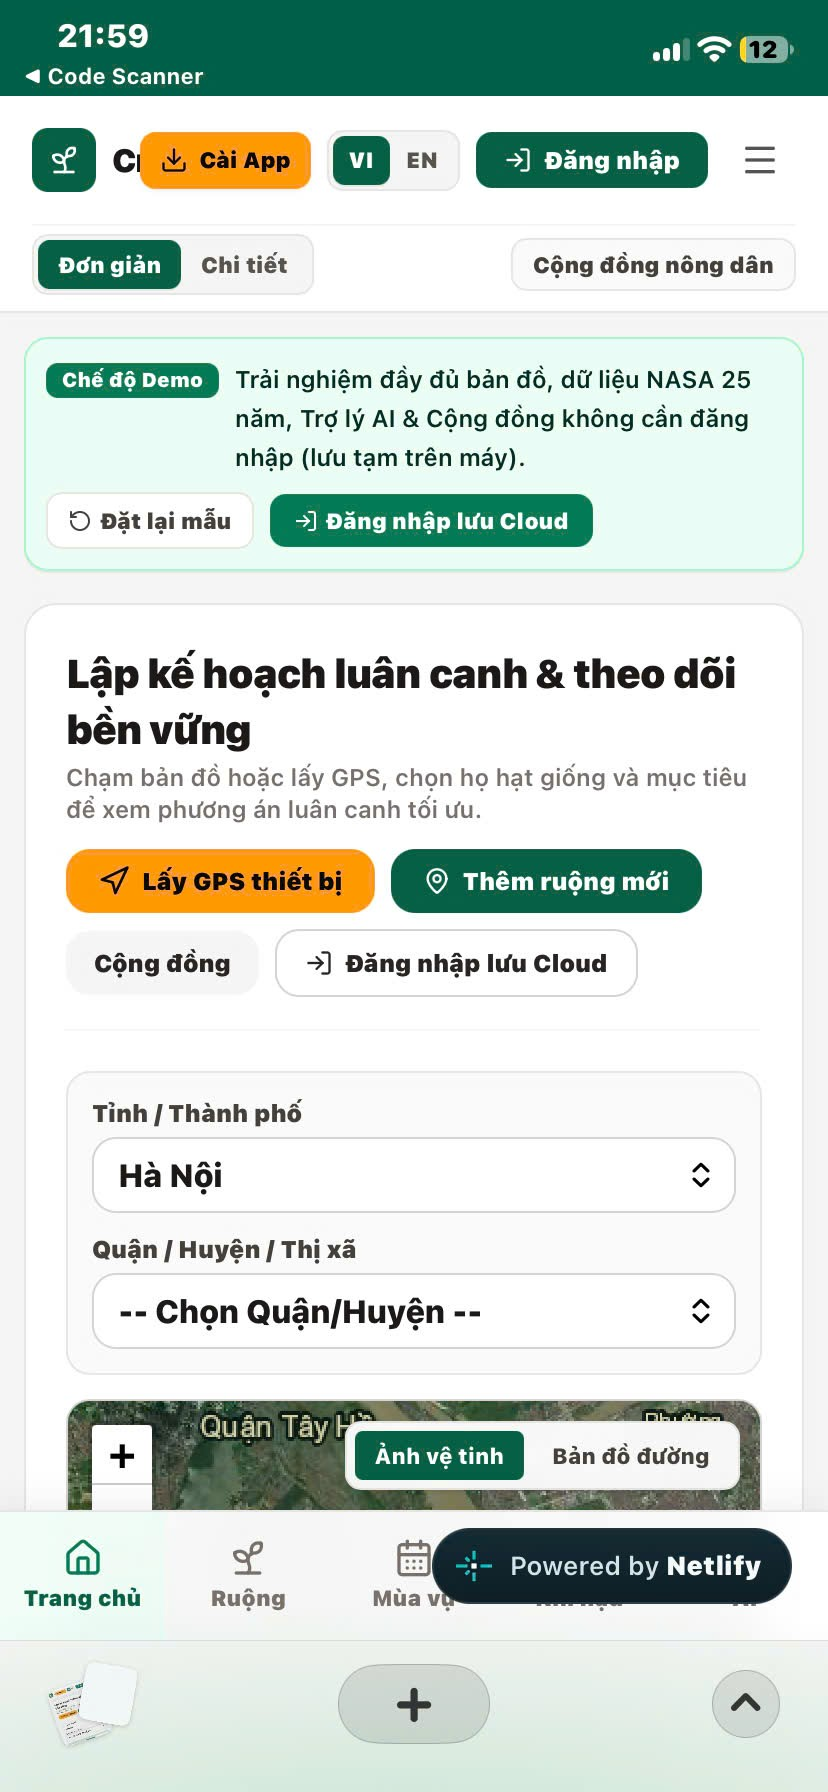 21:59
12
◀ Code Scanner
Cài App
VI
EN
Đăng nhập
Đơn giản
Chi tiết
Cộng đồng nông dân
Chế độ Demo
Trải nghiệm đầy đủ bản đồ, dữ liệu NASA 25
năm, Trợ lý AI & Cộng đồng không cần đăng
nhập (lưu tạm trên máy).
Đặt lại mẫu
Đăng nhập lưu Cloud
Lập kế hoạch luân canh & theo dõi
bền vững
Chạm bản đồ hoặc lấy GPS, chọn họ hạt giống và mục tiêu
để xem phương án luân canh tối ưu.
Lấy GPS thiết bị
Thêm ruộng mới
Cộng đồng
Đăng nhập lưu Cloud
Tỉnh / Thành phố
Hà Nội
Quận / Huyện / Thị xã
-- Chọn Quận/Huyện --
+
Quận Tây Hồ
Ảnh vệ tinh
Bản đồ đường
Trang chủ
Ruộng
Mùa vụ
Powered by Netlify